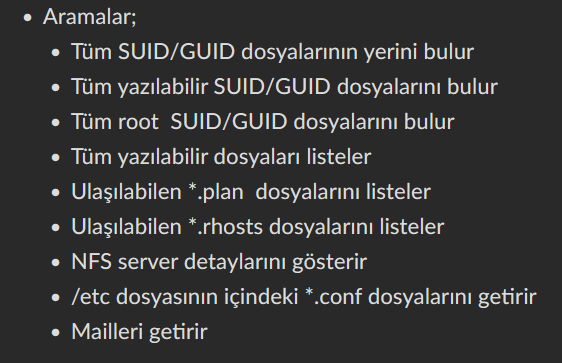 Aramalar;
Tüm SUID/GUID dosyalarının yerini bulur
Tüm yazılabilir SUID/GUID dosyalarını bulur
Tüm root SUID/GUID dosyalarını bulur
Tüm yazılabilir dosyaları listeler
Ulaşılabilen *.plan dosyalarını listeler
Ulaşılabilen *.rhosts dosyalarını listeler
NFS server detaylarını gösterir
/etc dosyasının içindeki *.conf dosyalarını getirir
Mailleri getirir